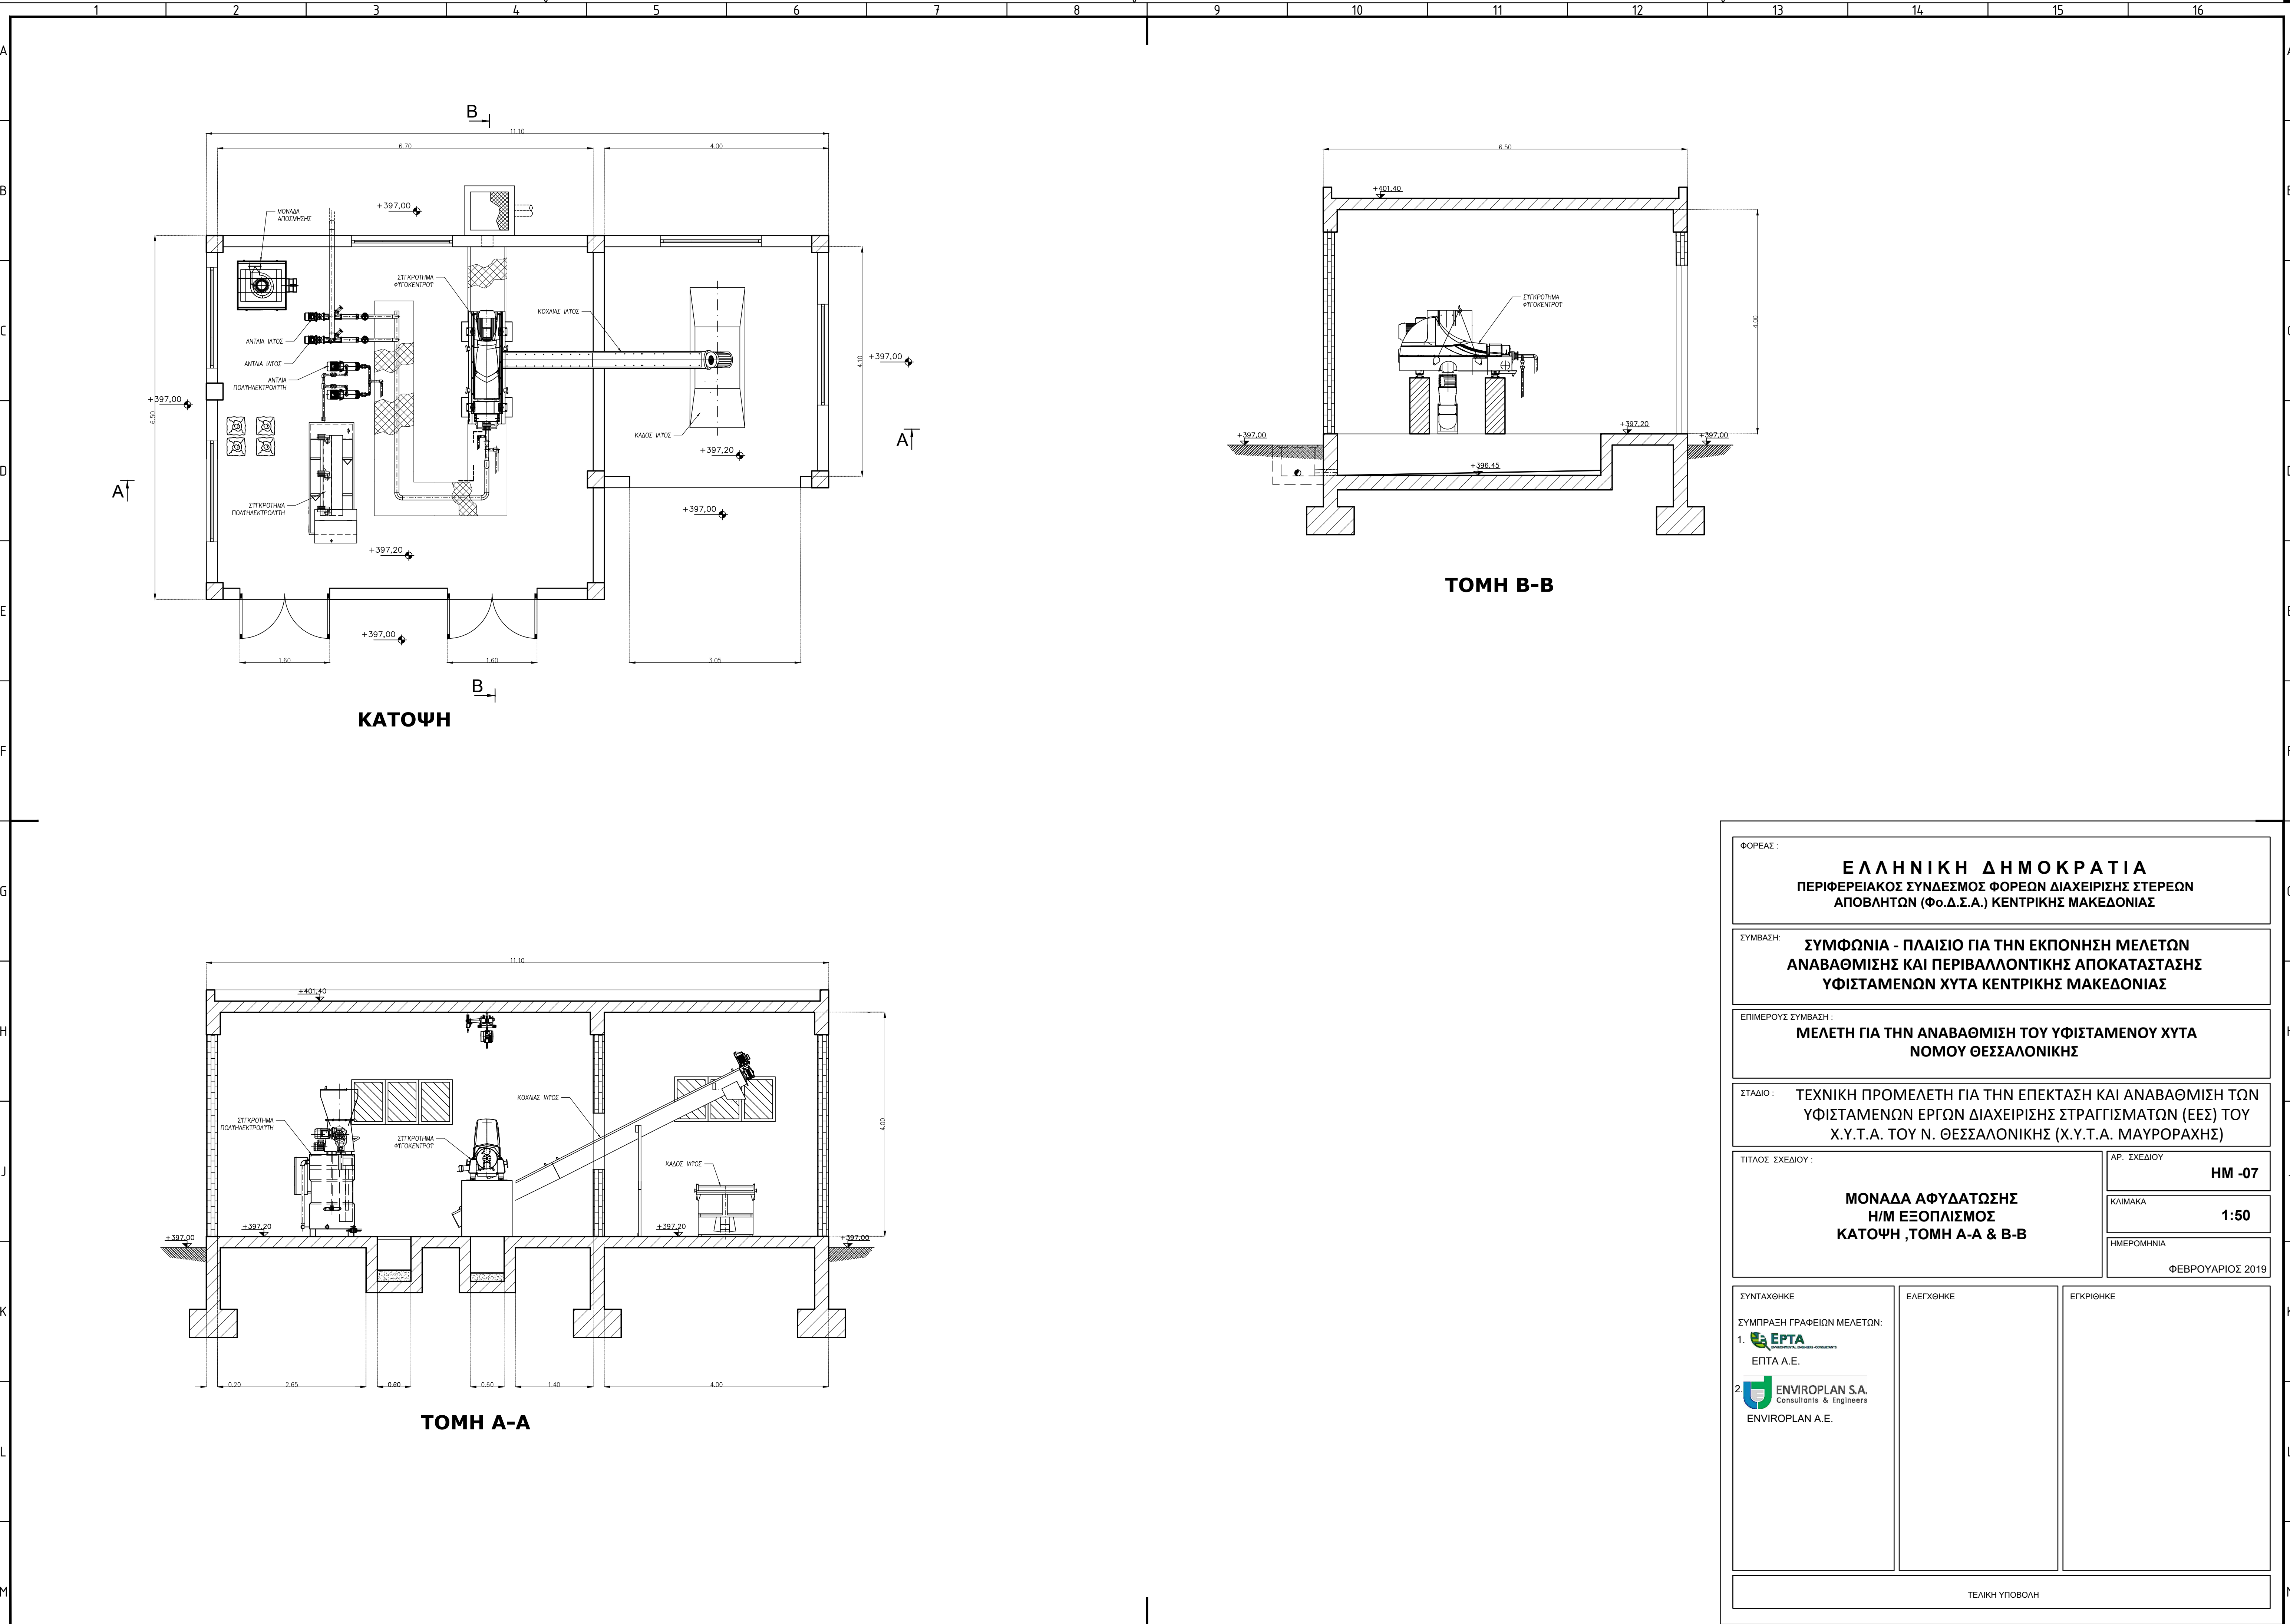 1 2 3 4 5 6 7 8 9 10 11 12 13 14 15 16
A
B
C
D
E
F
G
H
J
K
L
M
B
11.10
6.70
4.00
ΜΟΝΑΔΑ
ΑΠΟΣΜΗΣΗΣ
+397,00
ΣΥΓΚΡΟΤΗΜΑ
ΦΥΓΟΚΕΝΤΡΟΥ
ΚΟΧΛΙΑΣ ΙΛΥΟΣ
ΑΝΤΛΙΑ ΙΛΥΟΣ
ΑΝΤΛΙΑ ΙΛΥΟΣ
ΑΝΤΛΙΑ
ΠΟΛΥΗΛΕΚΤΡΟΛΥΤΗ
+397,00
4.10
+397,00
6.50
ΚΑΔΟΣ ΙΛΥΟΣ
+397,20
A
A
ΣΥΓΚΡΟΤΗΜΑ
ΠΟΛΥΗΛΕΚΤΡΟΛΥΤΗ
+397,00
+397,20
+397,00
1.60
1.60
3.05
B
ΚΑΤΟΨΗ
6.50
+401,40
ΣΥΓΚΡΟΤΗΜΑ
ΦΥΓΟΚΕΝΤΡΟΥ
4.00
+397,00
+397,20
+397,00
+396,45
ΤΟΜΗ Β-Β
11.10
+401,40
ΚΟΧΛΙΑΣ ΙΛΥΟΣ
ΣΥΓΚΡΟΤΗΜΑ
ΠΟΛΥΗΛΕΚΤΡΟΛΥΤΗ
ΣΥΓΚΡΟΤΗΜΑ
ΦΥΓΟΚΕΝΤΡΟΥ
ΚΑΔΟΣ ΙΛΥΟΣ
4.00
+397,00
+397,20
+397,20
+397,00
0.20
2.65
0.60
0.60
1.40
4.00
ΤΟΜΗ Α-Α
ΦΟΡΕΑΣ :
ΕΛΛΗΝΙΚΗ ΔΗΜΟΚΡΑΤΙΑ
ΠΕΡΙΦΕΡΕΙΑΚΟΣ ΣΥΝΔΕΣΜΟΣ ΦΟΡΕΩΝ ΔΙΑΧΕΙΡΙΣΗΣ ΣΤΕΡΕΩΝ
ΑΠΟΒΛΗΤΩΝ (Φο.Δ.Σ.Α.) ΚΕΝΤΡΙΚΗΣ ΜΑΚΕΔΟΝΙΑΣ
ΣΥΜΒΑΣΗ:
ΣΥΜΦΩΝΙΑ - ΠΛΑΙΣΙΟ ΓΙΑ ΤΗΝ ΕΚΠΟΝΗΣΗ ΜΕΛΕΤΩΝ
ΑΝΑΒΑΘΜΙΣΗΣ ΚΑΙ ΠΕΡΙΒΑΛΛΟΝΤΙΚΗΣ ΑΠΟΚΑΤΑΣΤΑΣΗΣ
ΥΦΙΣΤΑΜΕΝΩΝ ΧΥΤΑ ΚΕΝΤΡΙΚΗΣ ΜΑΚΕΔΟΝΙΑΣ
ΕΠΙΜΕΡΟΥΣ ΣΥΜΒΑΣΗ :
ΜΕΛΕΤΗ ΓΙΑ ΤΗΝ ΑΝΑΒΑΘΜΙΣΗ ΤΟΥ ΥΦΙΣΤΑΜΕΝΟΥ ΧΥΤΑ
ΝΟΜΟΥ ΘΕΣΣΑΛΟΝΙΚΗΣ
ΣΤΑΔΙΟ :
ΤΕΧΝΙΚΗ ΠΡΟΜΕΛΕΤΗ ΓΙΑ ΤΗΝ ΕΠΕΚΤΑΣΗ ΚΑΙ ΑΝΑΒΑΘΜΙΣΗ ΤΩΝ
ΥΦΙΣΤΑΜΕΝΩΝ ΕΡΓΩΝ ΔΙΑΧΕΙΡΙΣΗΣ ΣΤΡΑΓΓΙΣΜΑΤΩΝ (ΕΕΣ) ΤΟΥ
Χ.Υ.Τ.Α. ΤΟΥ Ν. ΘΕΣΣΑΛΟΝΙΚΗΣ (Χ.Υ.Τ.Α. ΜΑΥΡΟΡΑΧΗΣ)
ΤΙΤΛΟΣ ΣΧΕΔΙΟΥ :
ΜΟΝΑΔΑ ΑΦΥΔΑΤΩΣΗΣ
Η/Μ ΕΞΟΠΛΙΣΜΟΣ
ΚΑΤΟΨΗ ,ΤΟΜΗ Α-Α & Β-Β
ΑΡ. ΣΧΕΔΙΟΥ
ΗΜ -07
ΚΛΙΜΑΚΑ
1:50
ΗΜΕΡΟΜΗΝΙΑ
ΦΕΒΡΟΥΑΡΙΟΣ 2019
ΣΥΝΤΑΧΘΗΚΕ
ΕΛΕΓΧΘΗΚΕ
ΕΓΚΡΙΘΗΚΕ
ΣΥΜΠΡΑΞΗ ΓΡΑΦΕΙΩΝ ΜΕΛΕΤΩΝ:
1. EPTA
ENVIRONMENTAL ENGINEERS - CONSULTANTS
ΕΠΤΑ Α.Ε.
2. ENVIROPLAN S.A.
Consultants & Engineers
ENVIROPLAN Α.Ε.
ΤΕΛΙΚΗ ΥΠΟΒΟΛΗ